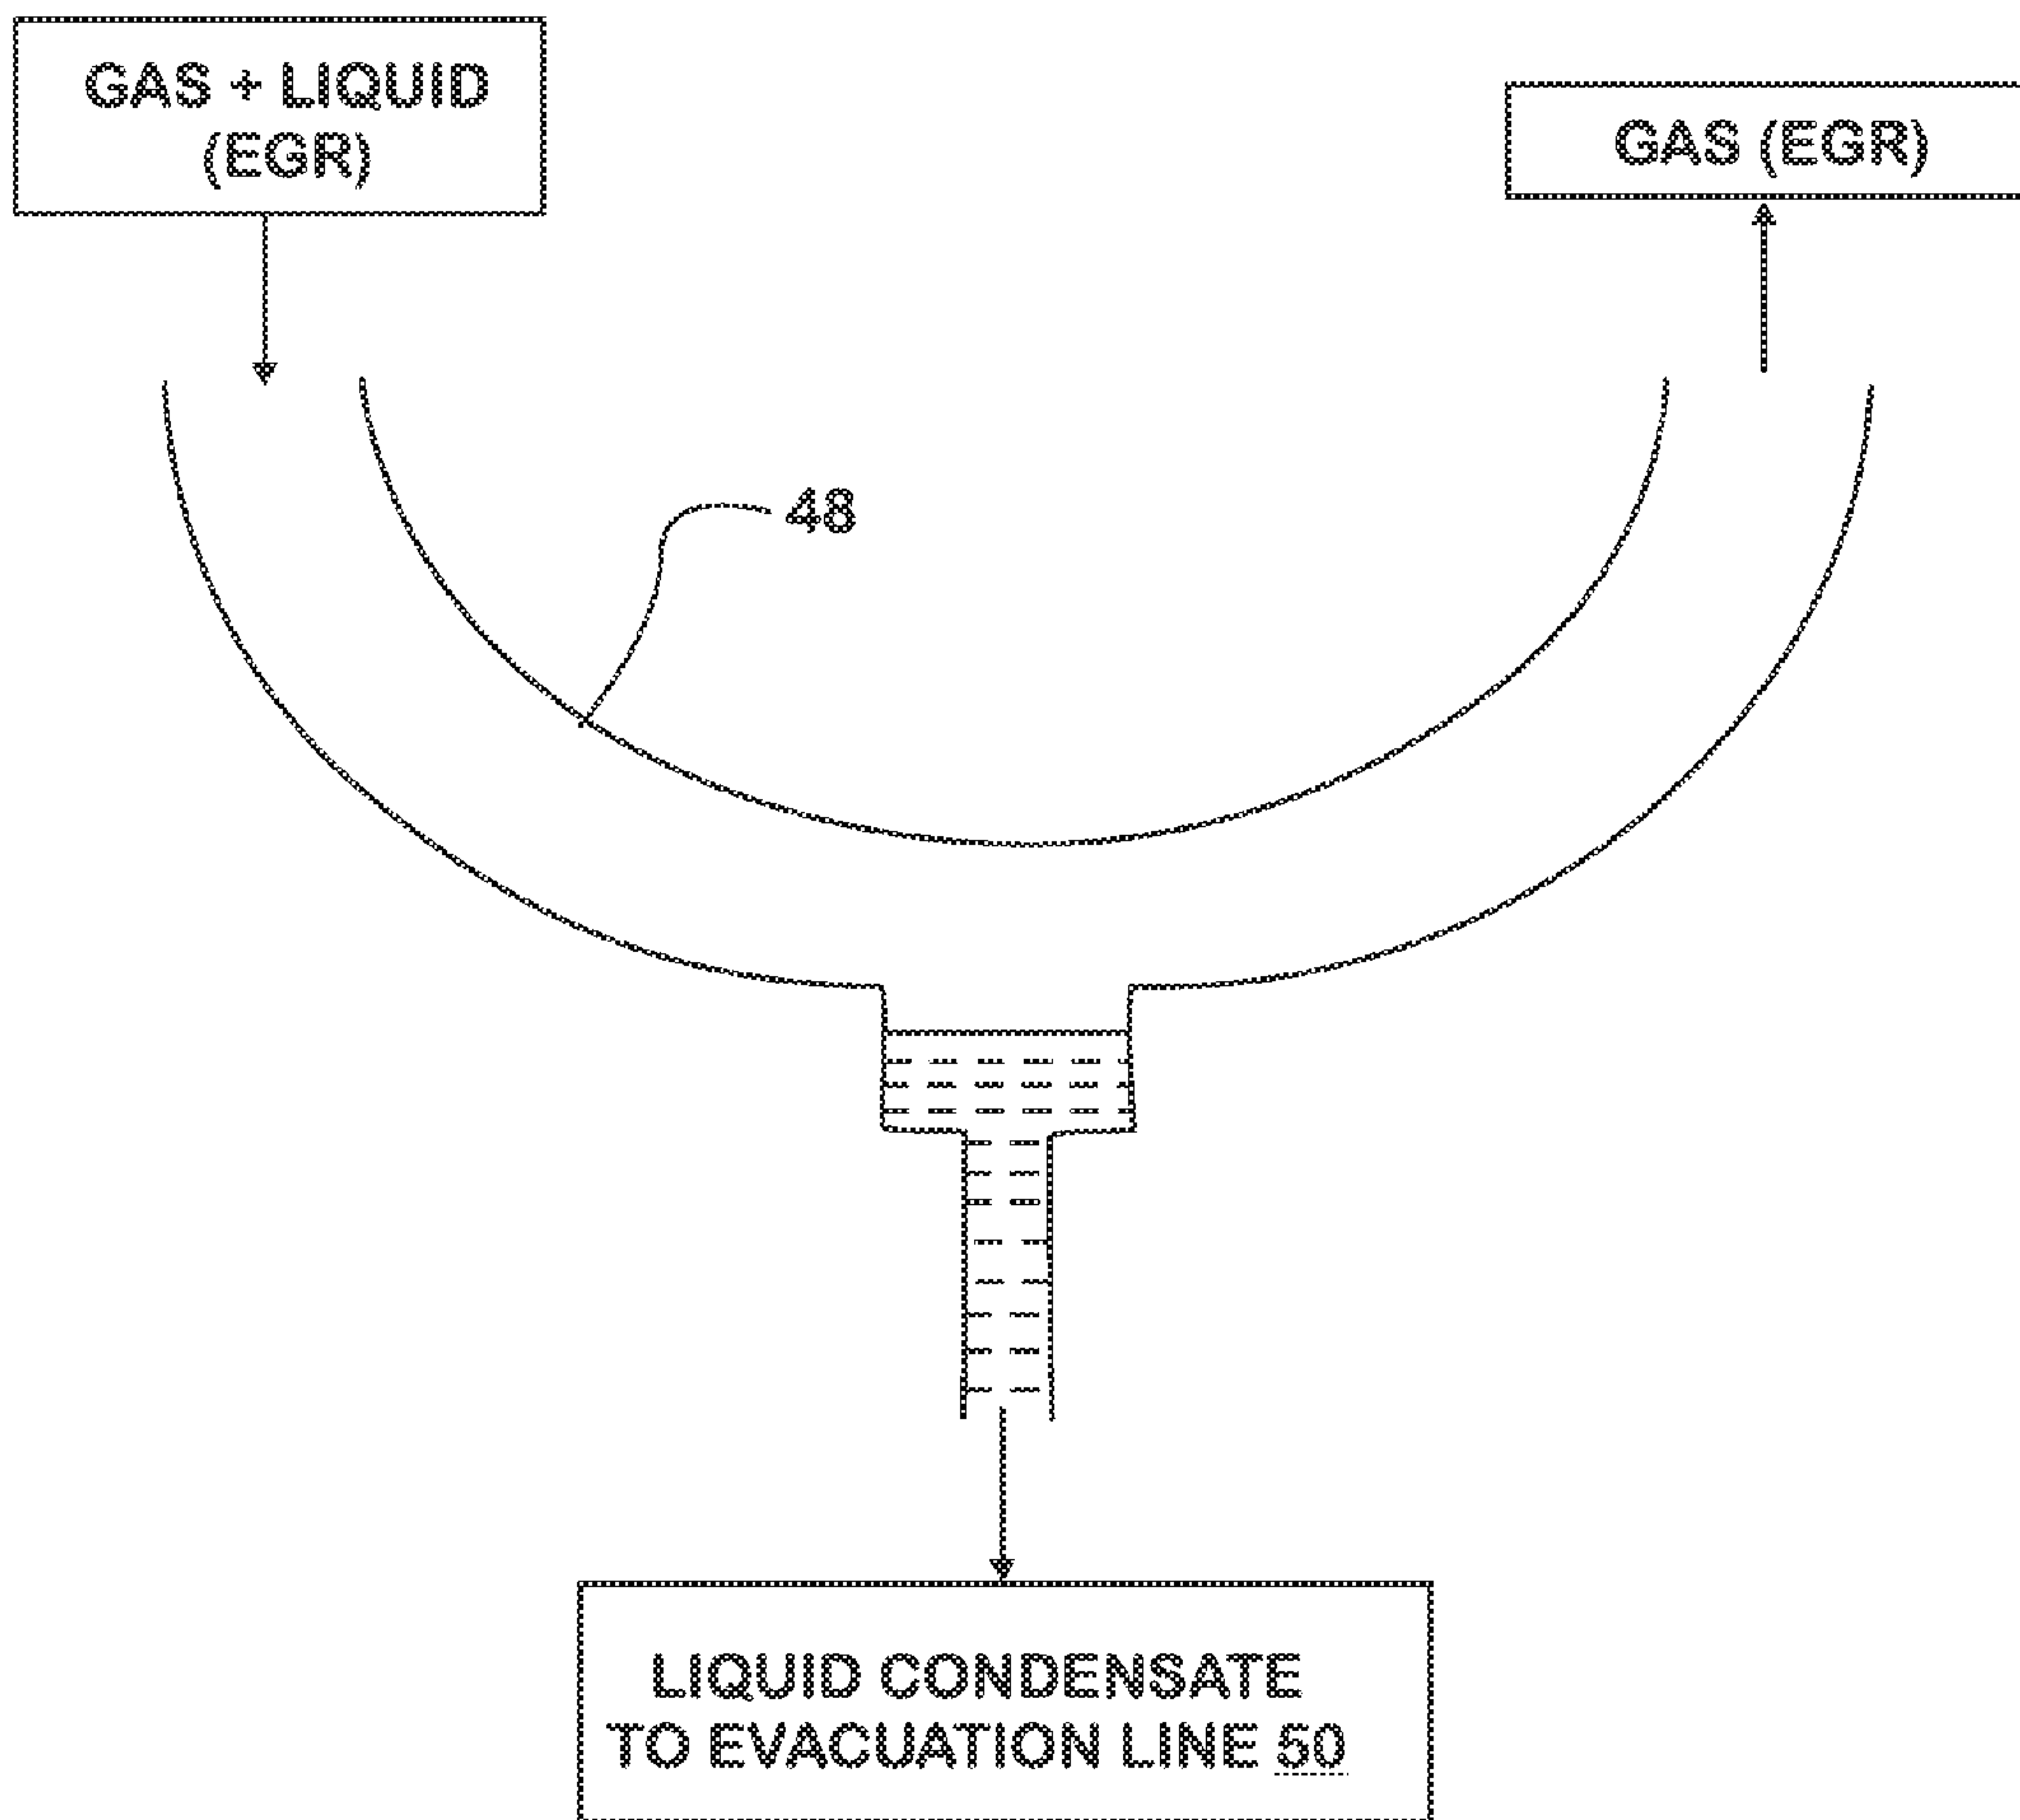 GAS + LIQUID
(EGR)
GAS (EGR)
48
LIQUID CONDENSATE
TO EVACUATION LINE 50